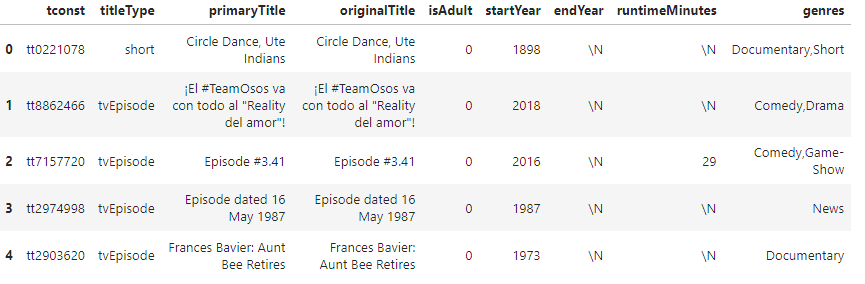 tconst titleType primaryTitle originalTitle isAdult startYear endYear runtimeMinutes genres
0 tt0221078 short Circle Dance, Ute Indians Circle Dance, Ute Indians 0 1898 \N \N Documentary,Short
1 tt8862466 tvEpisode ¡El #TeamOsos va con todo al "Reality del amor"! ¡El #TeamOsos va con todo al "Reality del amor"! 0 2018 \N \N Comedy,Drama
2 tt7157720 tvEpisode Episode #3.41 Episode #3.41 0 2016 \N 29 Comedy,Game-Show
3 tt2974998 tvEpisode Episode dated 16 May 1987 Episode dated 16 May 1987 0 1987 \N \N News
4 tt2903620 tvEpisode Frances Bavier: Aunt Bee Retires Frances Bavier: Aunt Bee Retires 0 1973 \N \N Documentary